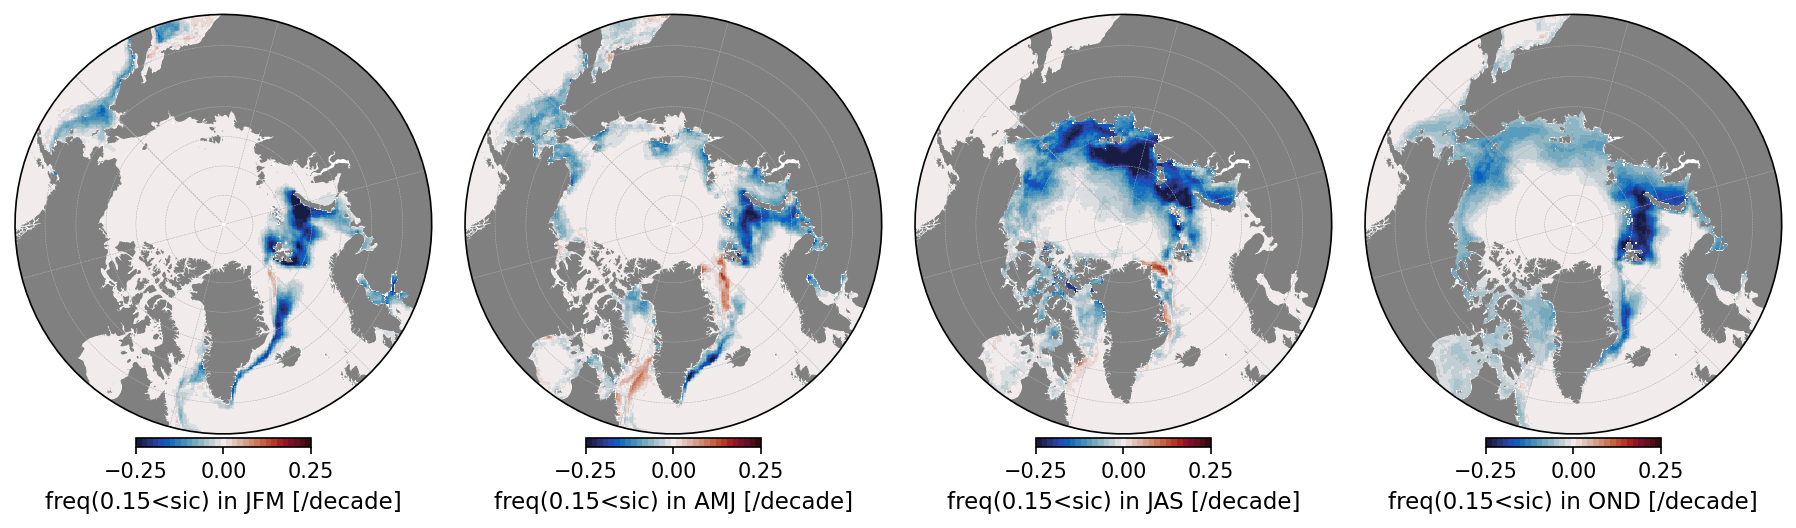 −0.25 0.00 0.25
freq(0.15<sic) in JFM [/decade]
−0.25 0.00 0.25
freq(0.15<sic) in AMJ [/decade]
−0.25 0.00 0.25
freq(0.15<sic) in JAS [/decade]
−0.25 0.00 0.25
freq(0.15<sic) in OND [/decade]